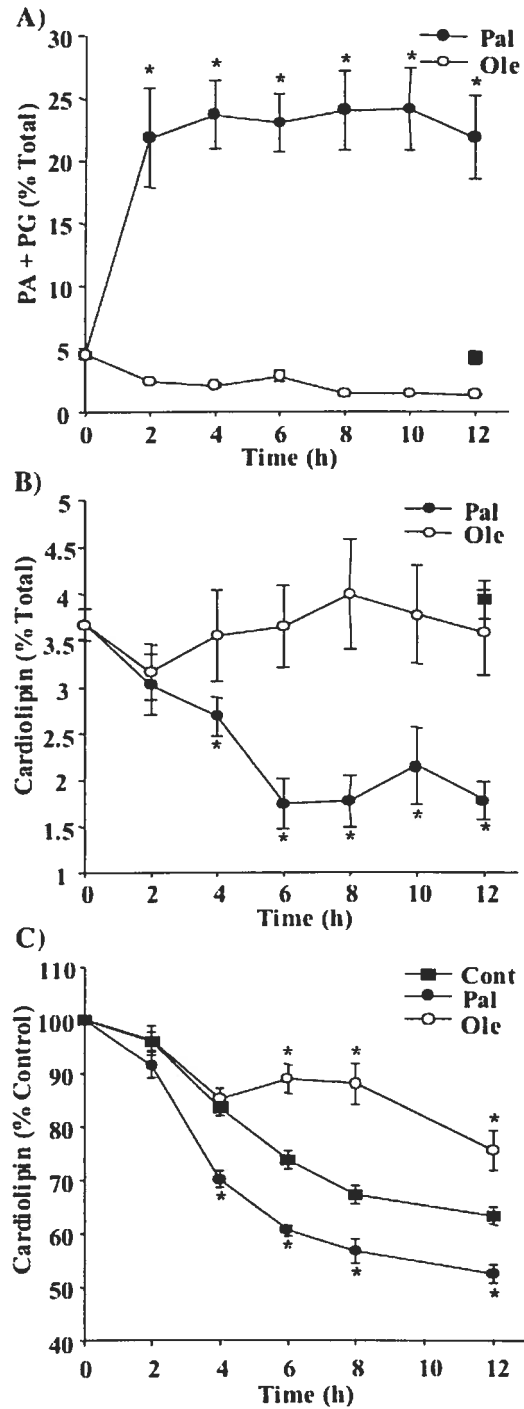 A)
Pal
Ole
PA + PG (% Total)
30
25
20
15
10
5
0
0 2 4 6 8 10 12
Time (h)
* * * * * * *
B)
Pal
Ole
Cardiolipin (% Total)
5
4.5
4
3.5
3
2.5
2
1.5
1
0 2 4 6 8 10 12
Time (h)
* * * * *
C)
Cont
Pal
Ole
Cardiolipin (% Control)
110
100
90
80
70
60
50
40
0 2 4 6 8 10 12
Time (h)
* * *
* * * *